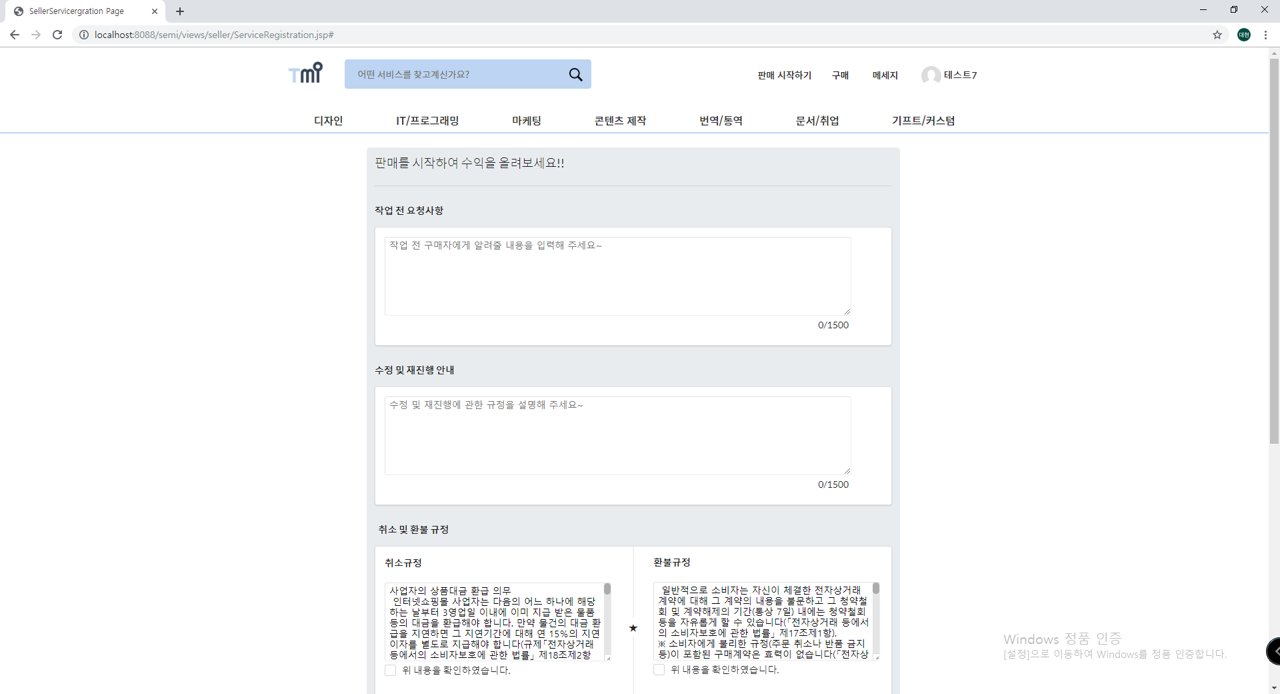 SellerServicergration Page
localhost:8088/semi/views/seller/ServiceRegistration.jsp#
대현
TMI
어떤 서비스를 찾고계신가요?
판매 시작하기
구매
메세지
테스트7
디자인
IT/프로그래밍
마케팅
콘텐츠 제작
번역/통역
문서/취업
기프트/커스텀
판매를 시작하여 수익을 올려보세요!!
작업 전 요청사항
작업 전 구매자에게 알려줄 내용을 입력해 주세요~
0/1500
수정 및 재진행 안내
수정 및 재진행에 관한 규정을 설명해 주세요~
0/1500
취소 및 환불 규정
취소규정
사업자의 상품대금 환급 의무
인터넷쇼핑몰 사업자는 다음의 어느 하나에 해당
하는 날부터 3영업일 이내에 이미 지급 받은 물품
등의 대금을 환급해야 합니다. 만약 물건의 대금 환
급을 지연하면 그 지연기간에 대해 연 15%의 지연
이자를 별도로 지급해야 합니다(규제「전자상거래
등에서의 소비자보호에 관한 법률」 제18조제2항
위 내용을 확인하였습니다.
★
환불규정
일반적으로 소비자는 자신이 체결한 전자상거래
계약에 대해 그 계약의 내용을 불문하고 그 청약철
회 및 계약해제의 기간(통상 7일) 내에는 청약철회
등을 자유롭게 할 수 있습니다(「전자상거래 등에서
의 소비자보호에 관한 법률」 제17조제1항).
※ 소비자에게 불리한 규정(주문 취소나 반품 금지
등)이 포함된 구매계약은 효력이 없습니다(「전자상
위 내용을 확인하였습니다.
Windows 정품 인증
[설정]으로 이동하여 Windows를 정품 인증합니다.